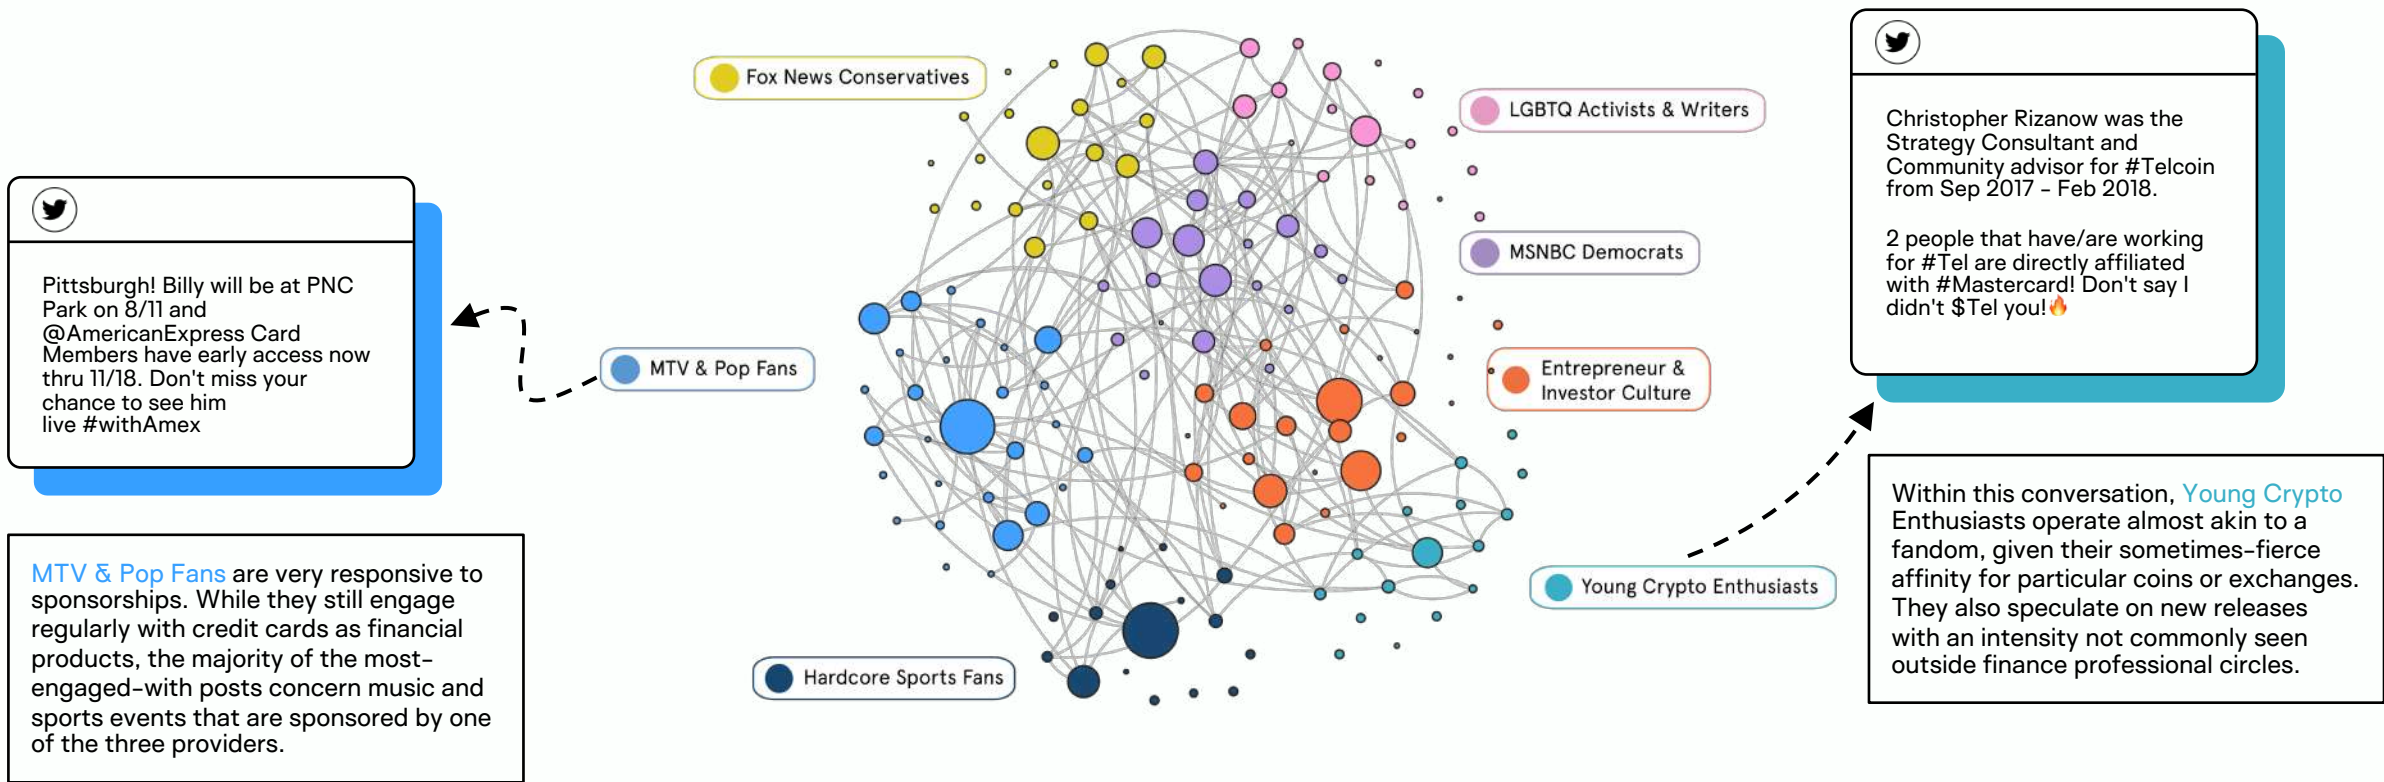 Fox News Conservatives
LGBTQ Activists & Writers
MSNBC Democrats
MTV & Pop Fans
Entrepreneur &
Investor Culture
Young Crypto Enthusiasts
Hardcore Sports Fans
Pittsburgh! Billy will be at PNC
Park on 8/11 and
@AmericanExpress Card
Members have early access now
thru 11/18. Don't miss your
chance to see him
live #withAmex
MTV & Pop Fans are very responsive to
sponsorships. While they still engage
regularly with credit cards as financial
products, the majority of the most-
engaged-with posts concern music and
sports events that are sponsored by one
of the three providers.
Christopher Rizanow was the
Strategy Consultant and
Community advisor for #Telcoin
from Sep 2017 - Feb 2018.
2 people that have/are working
for #Tel are directly affiliated
with #Mastercard! Don't say I
didn't $Tel you!🔥
Within this conversation, Young Crypto
Enthusiasts operate almost akin to a
fandom, given their sometimes-fierce
affinity for particular coins or exchanges.
They also speculate on new releases
with an intensity not commonly seen
outside finance professional circles.